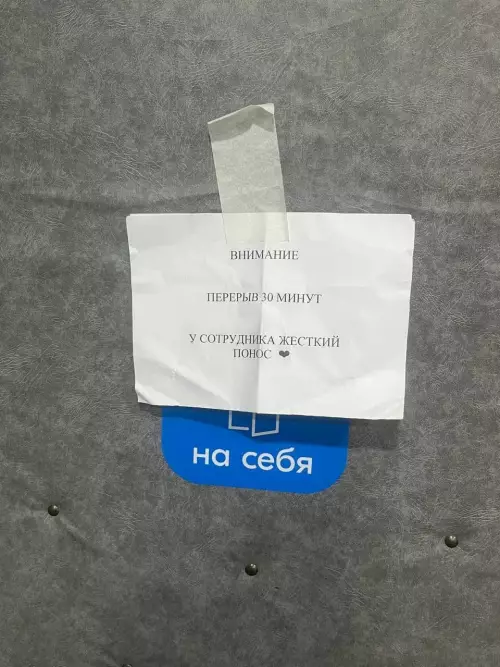 ВНИМАНИЕ
ПЕРЕРЫВ 30 МИНУТ
У СОТРУДНИКА ЖЕСТКИЙ
ПОНОС ❤
на себя